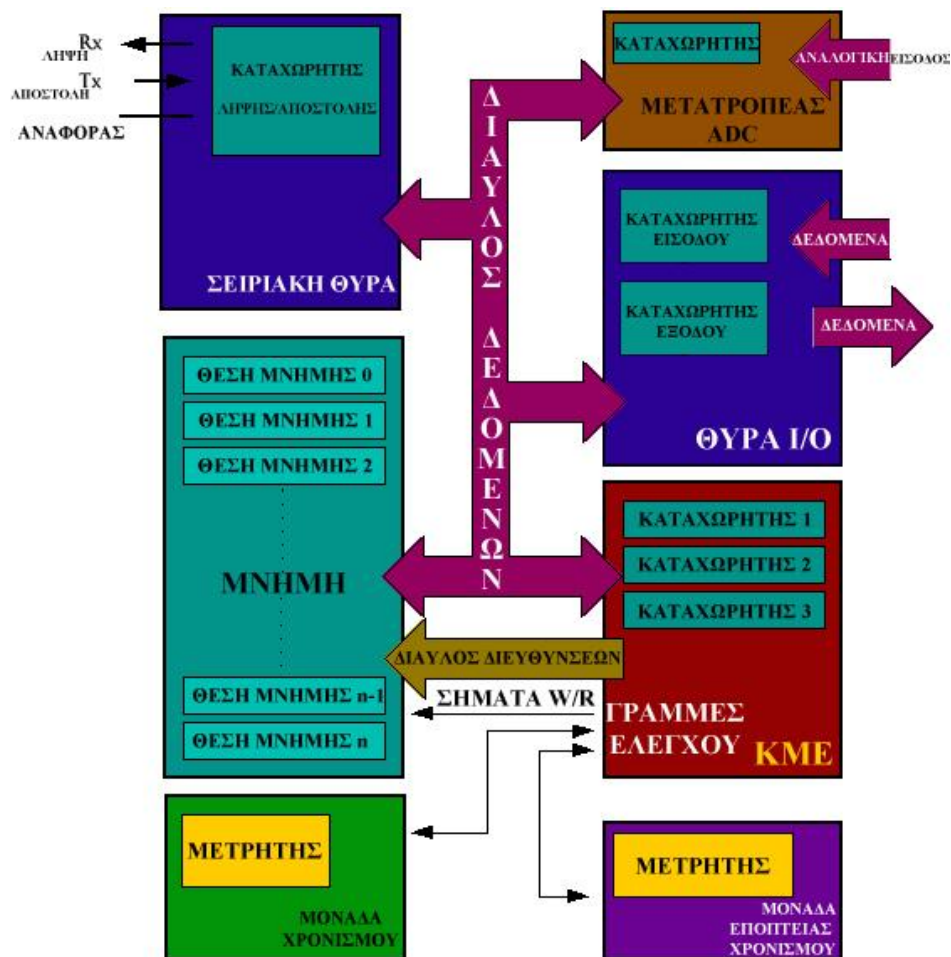 Rx
ΛΗΨΗ
Tx
ΑΠΟΣΤΟΛΗ
ΑΝΑΦΟΡΑΣ
ΚΑΤΑΧΩΡΗΤΗΣ
ΛΗΨΗΣ/ΑΠΟΣΤΟΛΗΣ
ΣΕΙΡΙΑΚΗ ΘΥΡΑ
ΔΙΑΥΛΟΣ ΔΕΔΟΜΕΝΩΝ
ΚΑΤΑΧΩΡΗΤΗΣ
ΑΝΑΛΟΓΙΚΗ ΕΙΣΟΔΟΣ
ΜΕΤΑΤΡΟΠΕΑΣ
ADC
ΚΑΤΑΧΩΡΗΤΗΣ
ΕΙΣΟΔΟΥ
ΔΕΔΟΜΕΝΑ
ΚΑΤΑΧΩΡΗΤΗΣ
ΕΞΟΔΟΥ
ΔΕΔΟΜΕΝΑ
ΘΥΡΑ I/O
ΘΕΣΗ ΜΝΗΜΗΣ 0
ΘΕΣΗ ΜΝΗΜΗΣ 1
ΘΕΣΗ ΜΝΗΜΗΣ 2
ΜΝΗΜΗ
ΘΕΣΗ ΜΝΗΜΗΣ n-1
ΘΕΣΗ ΜΝΗΜΗΣ n
ΚΑΤΑΧΩΡΗΤΗΣ 1
ΚΑΤΑΧΩΡΗΤΗΣ 2
ΚΑΤΑΧΩΡΗΤΗΣ 3
ΔΙΑΥΛΟΣ ΔΙΕΥΘΥΝΣΕΩΝ
ΣΗΜΑΤΑ W/R
ΓΡΑΜΜΕΣ
ΕΛΕΓΧΟΥ
ΚΜΕ
ΜΕΤΡΗΤΗΣ
ΜΟΝΑΔΑ
ΧΡΟΝΙΣΜΟΥ
ΜΕΤΡΗΤΗΣ
ΜΟΝΑΔΑ
ΕΠΟΠΤΕΙΑΣ
ΧΡΟΝΙΣΜΟΥ